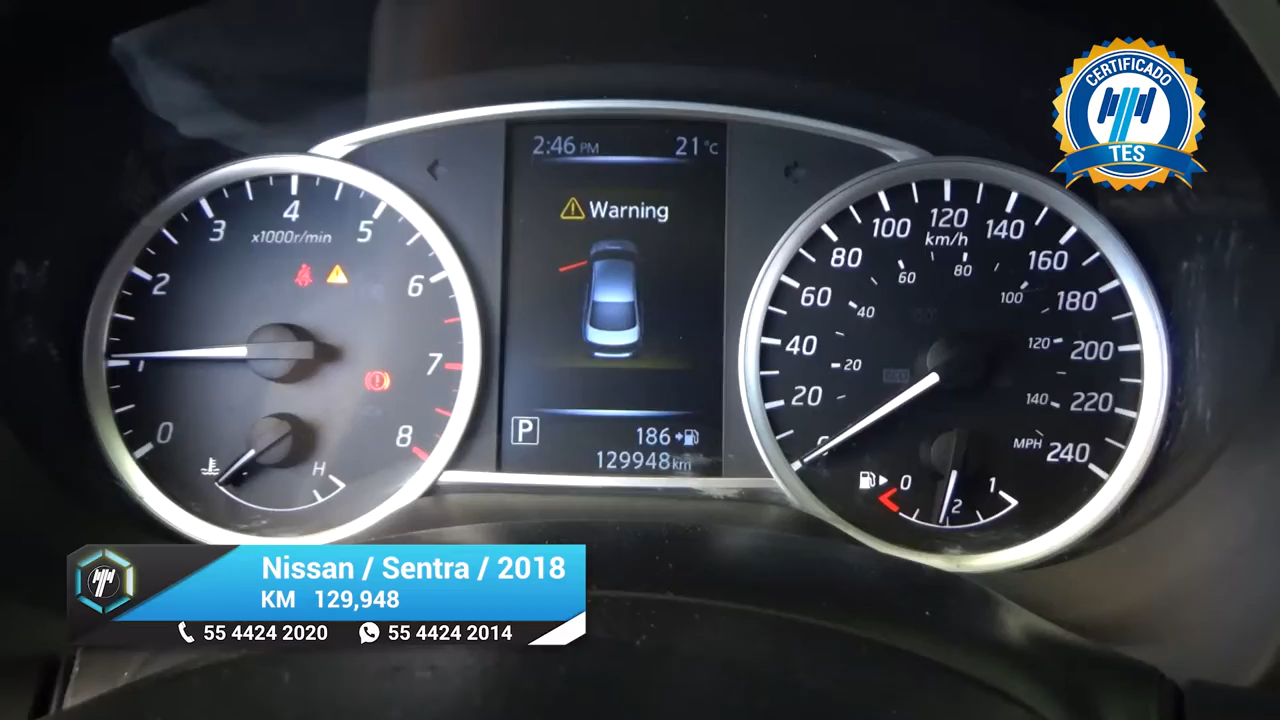 CERTIFICADO
TES
2:46 PM 21°C
Warning
P
186
129948km
0
1
2
3
4
5
6
7
8
x1000r/min
H
0
20
40
60
80
100
120
140
160
180
200
220
240
km/h
20
40
60
80
100
120
140
MPH
0
1
2
Nissan / Sentra / 2018
KM 129,948
55 4424 2020 55 4424 2014